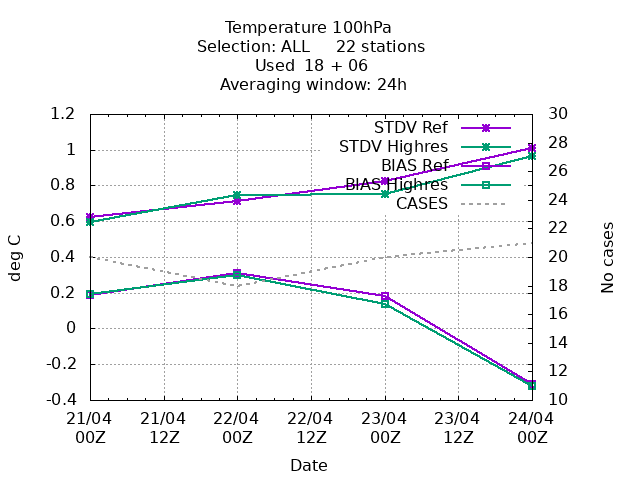 Temperature 100hPa
Selection: ALL 22 stations
Used 18 + 06
Averaging window: 24h
1.2
1
0.8
0.6
0.4
0.2
0
-0.2
-0.4
deg C
30
28
26
24
22
20
18
16
14
12
10
No cases
STDV Ref
STDV Highres
BIAS Ref
BIAS Highres
CASES
21/04 21/04 22/04 22/04 23/04 23/04 24/04
00Z 12Z 00Z 12Z 00Z 12Z 00Z
Date